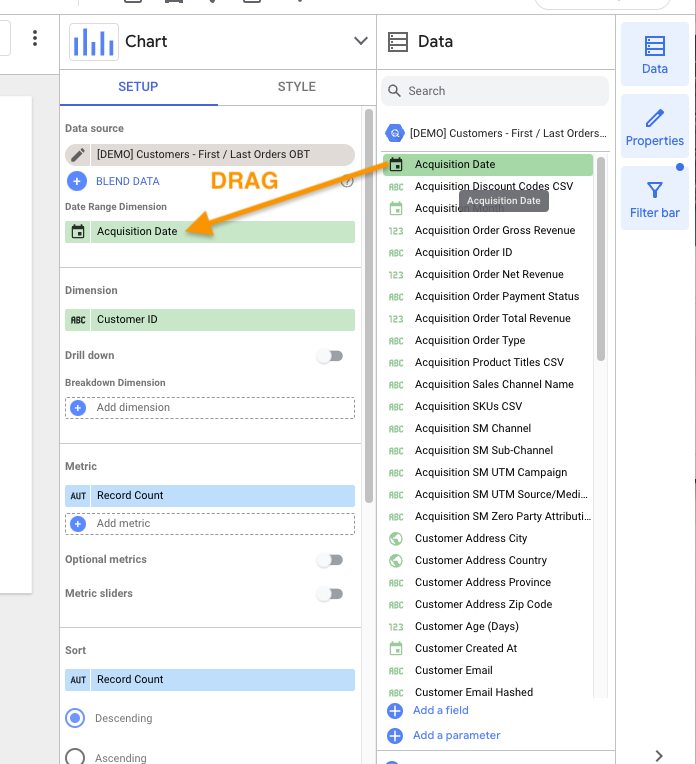 Chart
SETUP
STYLE
Data source
[DEMO] Customers - First / Last Orders OBT
BLEND DATA
DRAG
Date Range Dimension
Acquisition Date
Dimension
ABC
Customer ID
Drill down
Breakdown Dimension
Add dimension
Metric
AUT
Record Count
Add metric
Optional metrics
Metric sliders
Sort
AUT
Record Count
Descending
Ascending
Data
Search
[DEMO] Customers - First / Last Orders...
Acquisition Date
ABC Acquisition Discount Codes CSV
Acquisition Date
123 Acquisition Order Gross Revenue
ABC Acquisition Order ID
123 Acquisition Order Net Revenue
ABC Acquisition Order Payment Status
123 Acquisition Order Total Revenue
ABC Acquisition Order Type
ABC Acquisition Product Titles CSV
ABC Acquisition Sales Channel Name
ABC Acquisition SKUs CSV
ABC Acquisition SM Channel
ABC Acquisition SM Sub-Channel
ABC Acquisition SM UTM Campaign
ABC Acquisition SM UTM Source/Medi...
ABC Acquisition SM Zero Party Attributi...
Customer Address City
Customer Address Country
ABC Customer Address Province
ABC Customer Address Zip Code
123 Customer Age (Days)
Customer Created At
ABC Customer Email
ABC Customer Email Hashed
Add a field
Add a parameter
Data
Properties
Filter bar